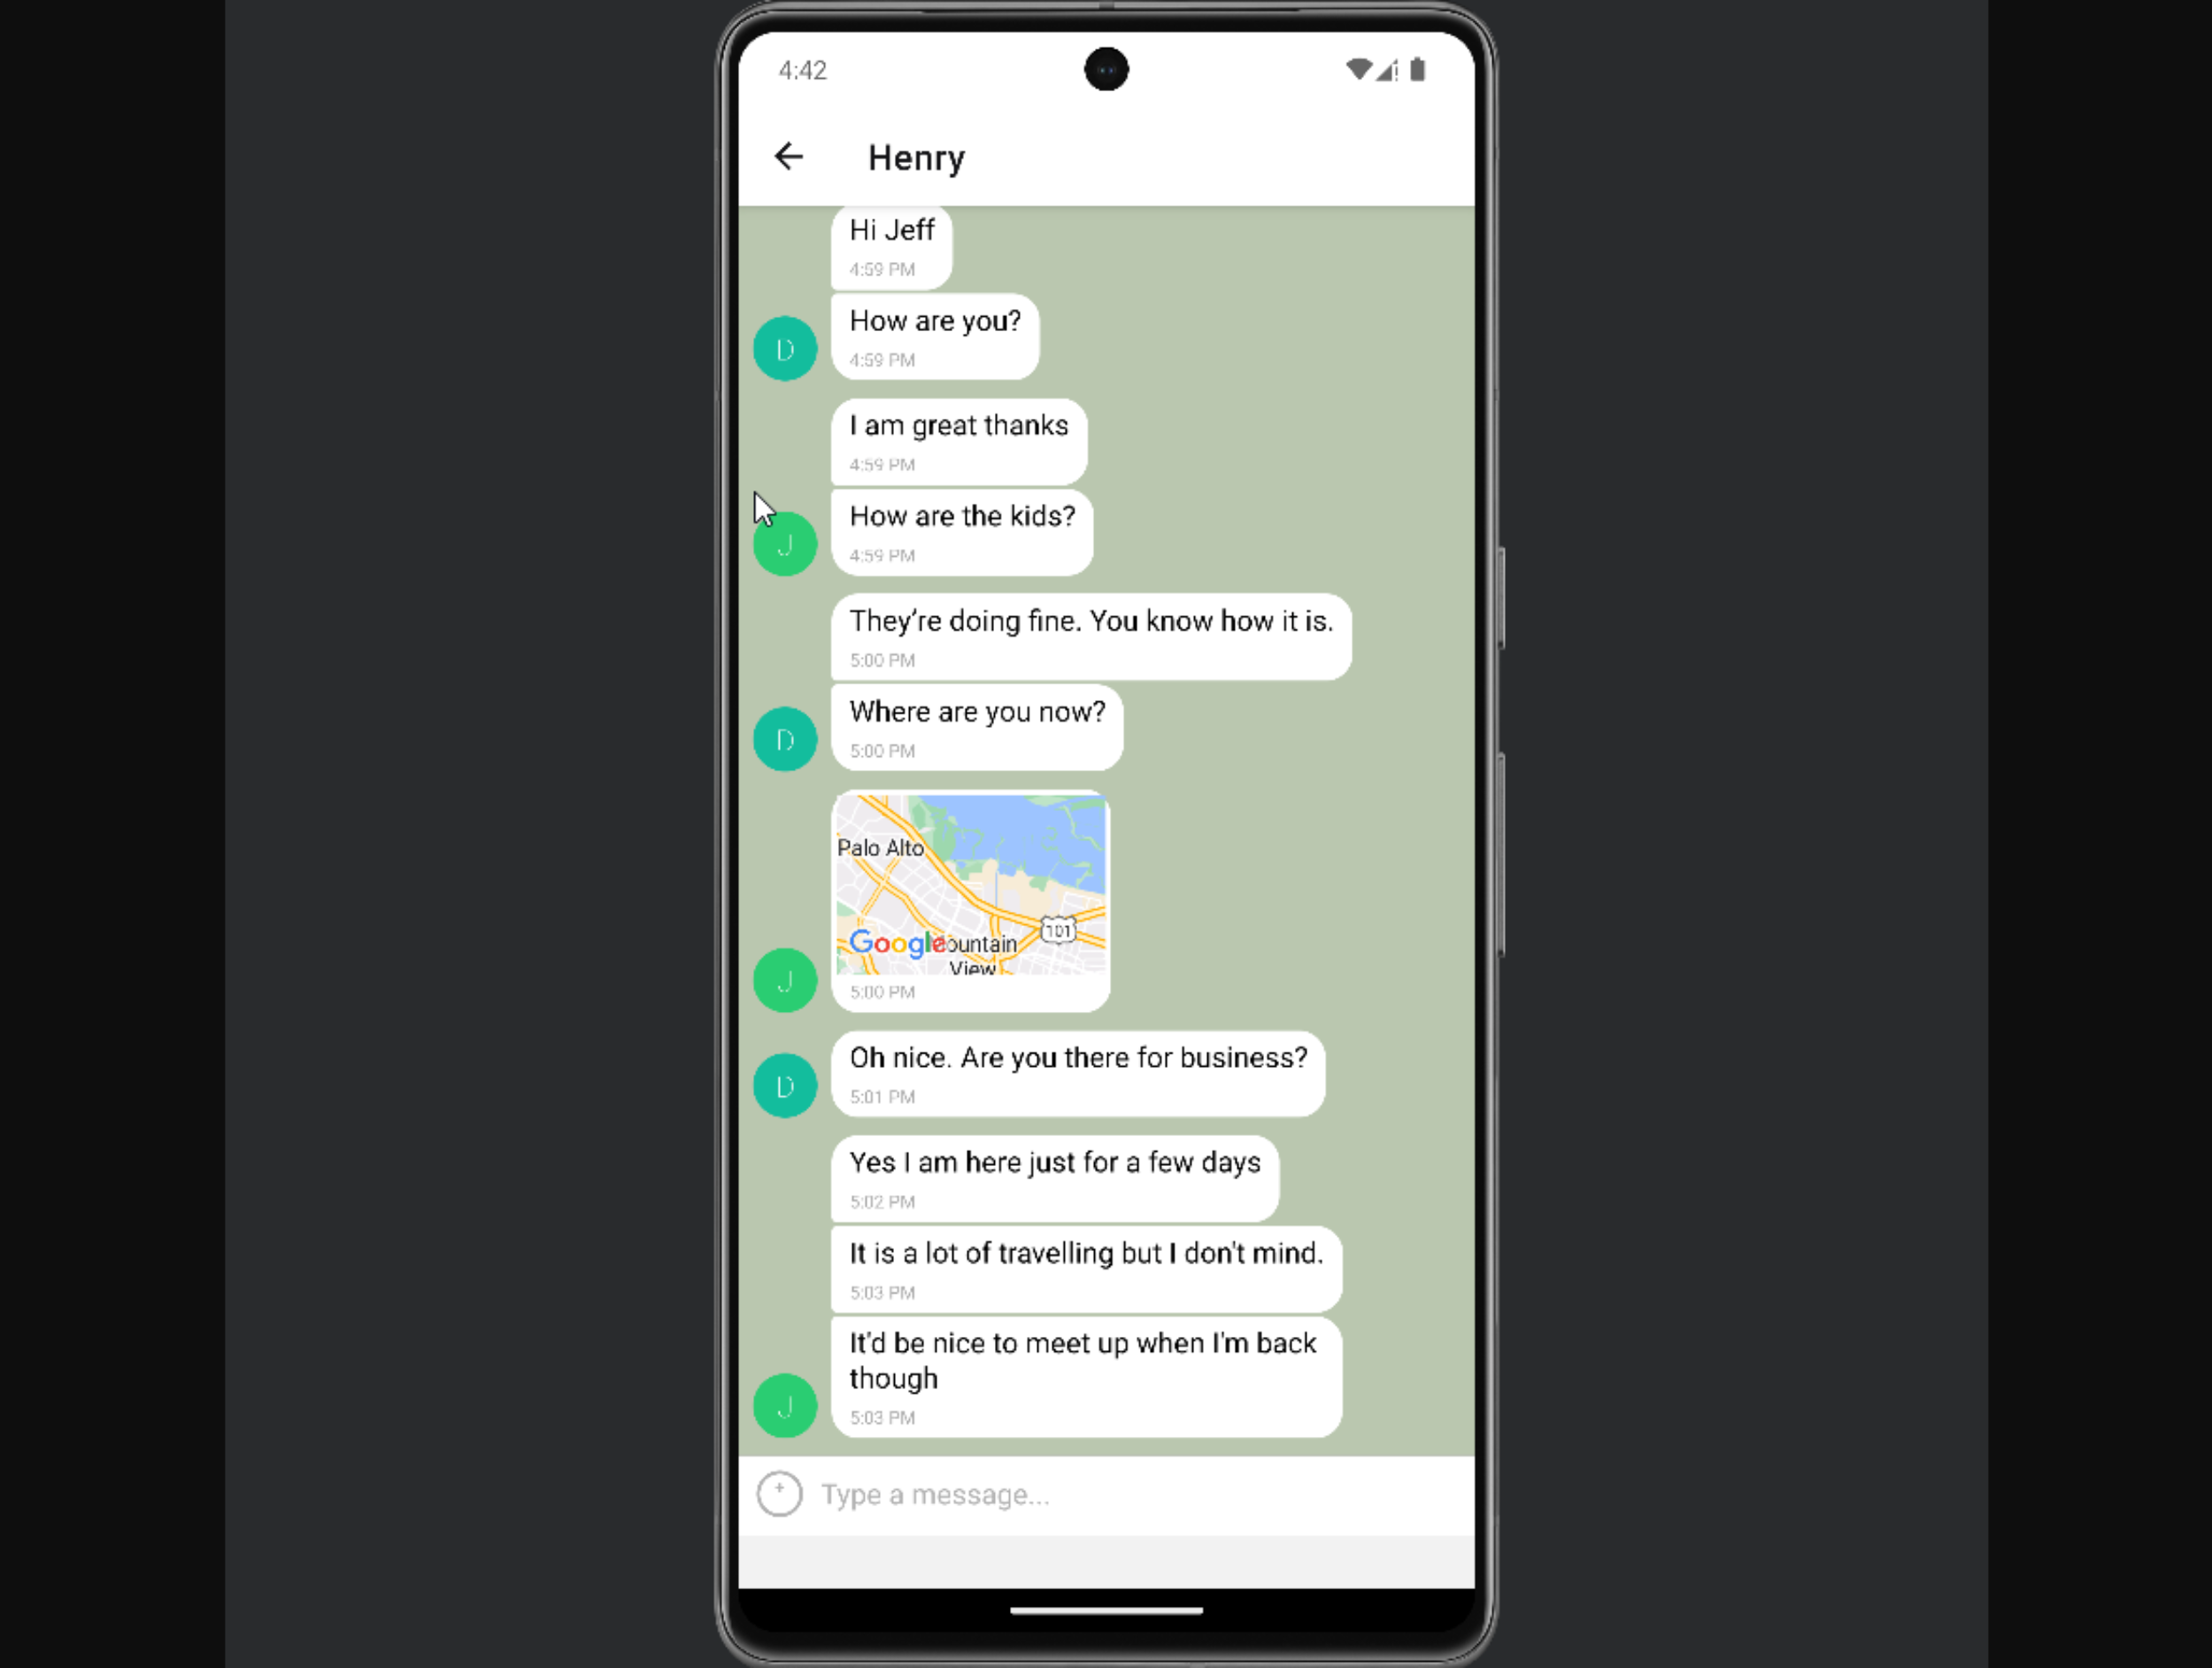 4:42
Henry
Hi Jeff
4:59 PM
How are you?
4:59 PM
D
I am great thanks
4:59 PM
How are the kids?
4:59 PM
J
They're doing fine. You know how it is.
5:00 PM
Where are you now?
5:00 PM
D
Palo Alto
101
Google
ountain
View
5:00 PM
J
Oh nice. Are you there for business?
5:01 PM
D
Yes I am here just for a few days
5:02 PM
It is a lot of travelling but I don't mind.
5:03 PM
It'd be nice to meet up when I'm back
though
5:03 PM
J
Type a message...